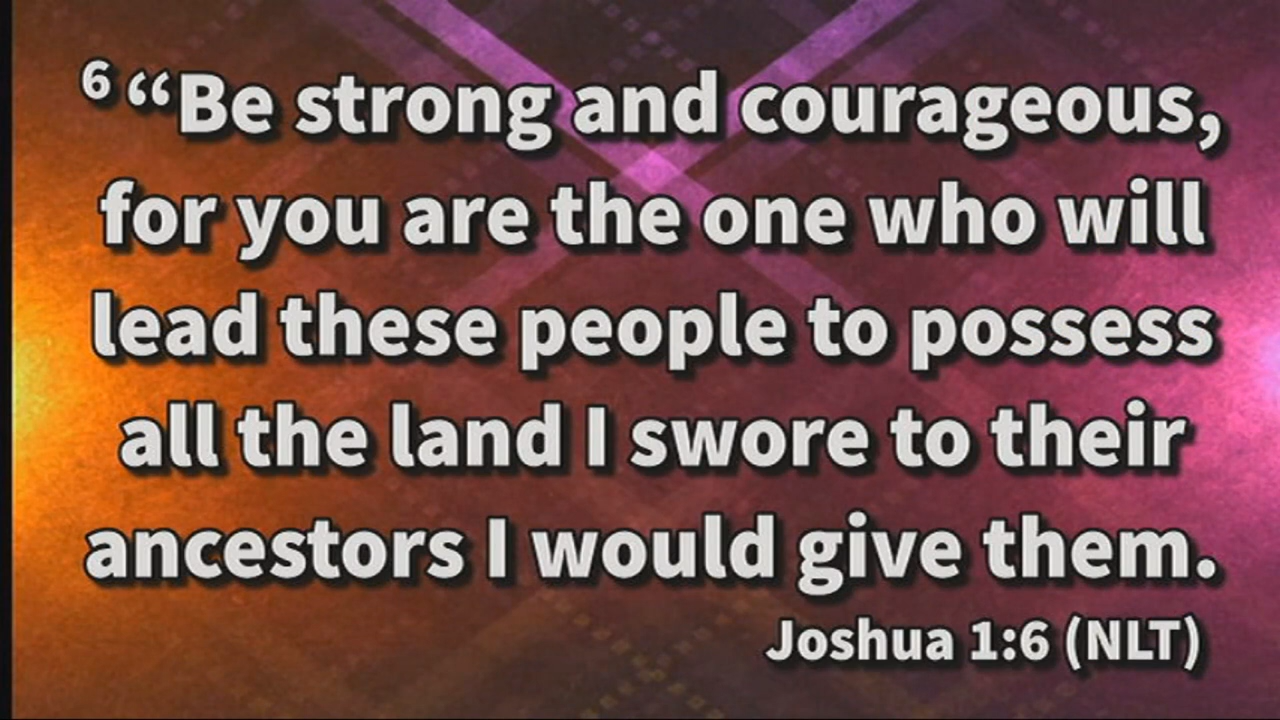 6 “Be strong and courageous,
for you are the one who will
lead these people to possess
all the land I swore to their
ancestors I would give them.
Joshua 1:6 (NLT)